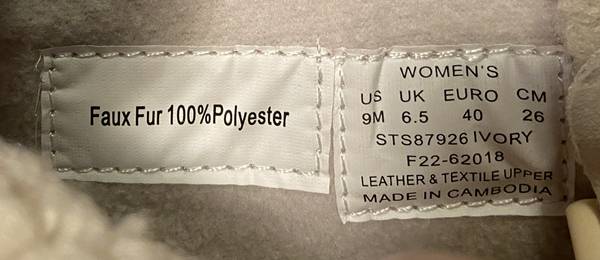 Faux Fur 100%Polyester
WOMEN'S
US UK EURO CM
9M 6.5 40 26
STS87926 IVORY
F22-62018
LEATHER & TEXTILE UPPER
MADE IN CAMBODIA